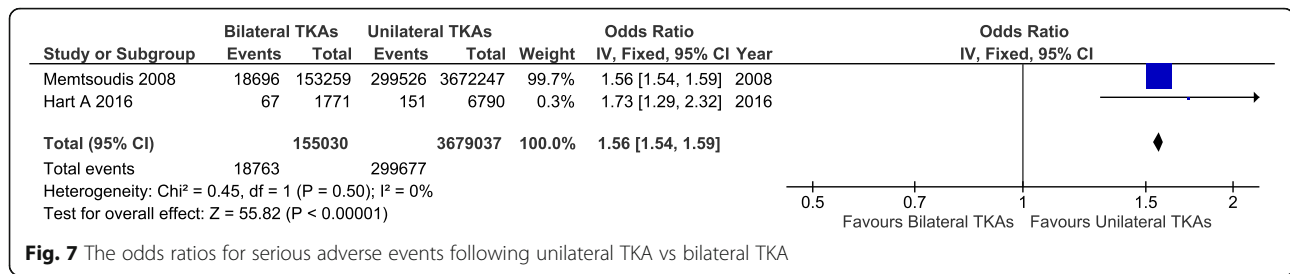 Bilateral TKAs Unilateral TKAs Odds Ratio Odds Ratio
Study or Subgroup Events Total Events Total Weight IV, Fixed, 95% CI Year IV, Fixed, 95% CI
Memtsoudis 2008 18696 153259 299526 3672247 99.7% 1.56 [1.54, 1.59] 2008
Hart A 2016 67 1771 151 6790 0.3% 1.73 [1.29, 2.32] 2016
Total (95% CI) 155030 3679037 100.0% 1.56 [1.54, 1.59]
Total events 18763 299677
Heterogeneity: Chi² = 0.45, df = 1 (P = 0.50); I² = 0%
Test for overall effect: Z = 55.82 (P < 0.00001)
0.5 0.7 1 1.5 2
Favours Bilateral TKAs Favours Unilateral TKAs
Fig. 7 The odds ratios for serious adverse events following unilateral TKA vs bilateral TKA